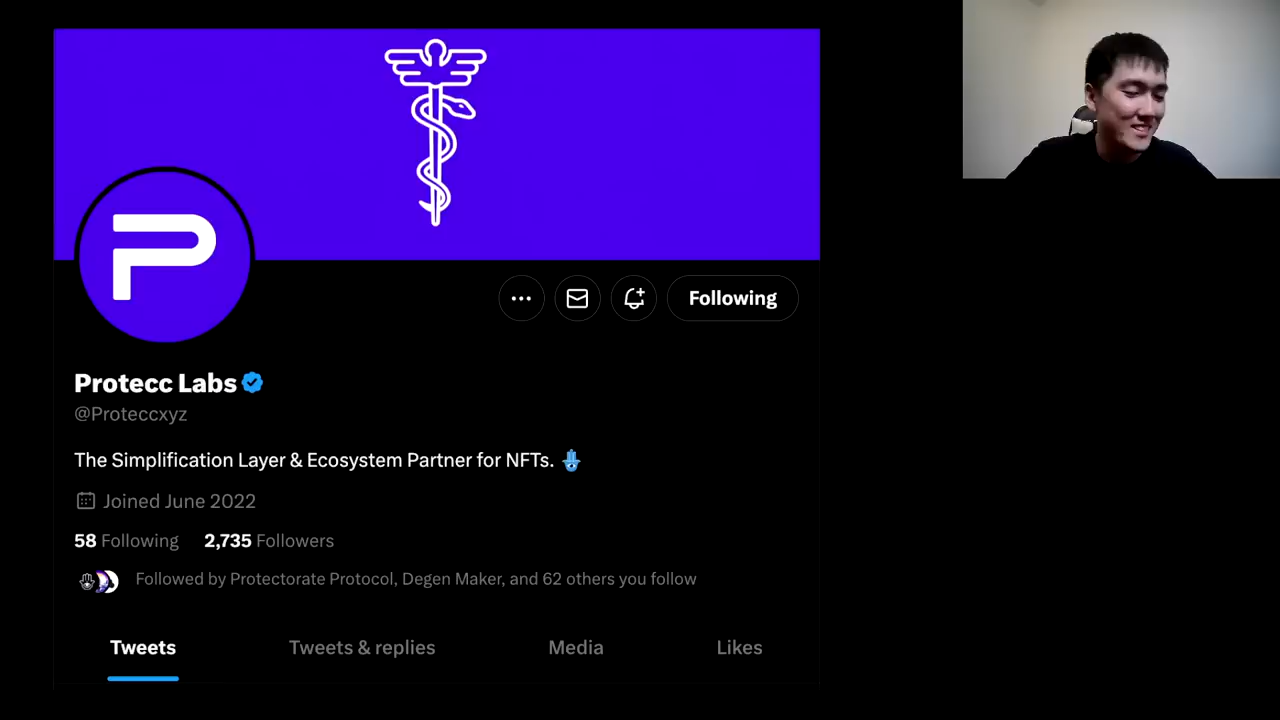 P
Following
Protecc Labs
@Proteccxyz
The Simplification Layer & Ecosystem Partner for NFTs.
Joined June 2022
58 Following 2,735 Followers
Followed by Protectorate Protocol, Degen Maker, and 62 others you follow
Tweets Tweets & replies Media Likes